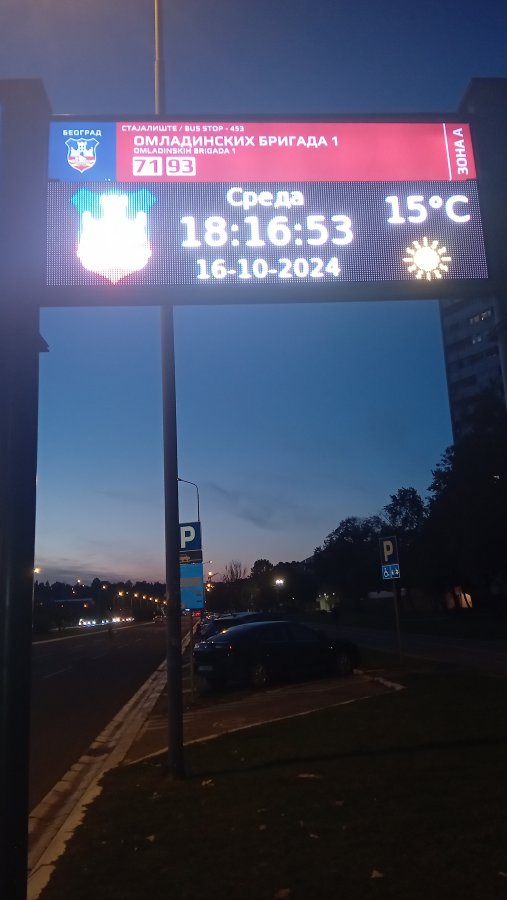 БЕОГРАД
СТАЈАЛИШТЕ / BUS STOP - 453
ОМЛАДИНСКИХ БРИГАДА 1
OMLADINSKIH BRIGADA 1
71 93
ЗОНА А
Среда
18:16:53
16-10-2024
15°C
P
P